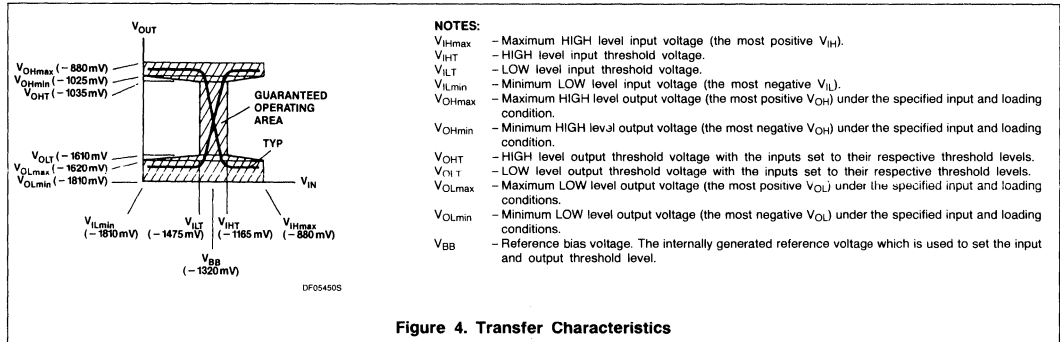 VOUT
VOHmax (-880mV)
VOHmin (-1025mV)
VOHT (-1035mV)
GUARANTEED
OPERATING
AREA
TYP
VOLT (-1610mV
VOLmax (-1620mV)
VOLmin (-1810mV)
VIN
VILmin
(-1810mV)
VILT
(-1475mV)
VIHT
(-1165mV)
VIHmax
(-880mV)
VBB
(-1320mV)
DF05450S
NOTES:
VIHmax – Maximum HIGH level input voltage (the most positive VIH).
VIHT – HIGH level input threshold voltage.
VILT – LOW level input threshold voltage.
VILmin – Minimum LOW level input voltage (the most negative VIL).
VOHmax – Maximum HIGH level output voltage (the most positive VOH) under the specified input and loading
condition.
VOHmin – Minimum HIGH level output voltage (the most negative VOH) under the specified input and loading
condition.
VOHT – HIGH level output threshold voltage with the inputs set to their respective threshold levels.
VOLT – LOW level output threshold voltage with the inputs set to their respective threshold levels.
VOLmax – Maximum LOW level output voltage (the most positive VOL) under the specified input and loading
conditions.
VOLmin – Minimum LOW level output voltage (the most negative VOL) under the specified input and loading
conditions.
VBB – Reference bias voltage. The internally generated reference voltage which is used to set the input
and output threshold level.
Figure 4. Transfer Characteristics